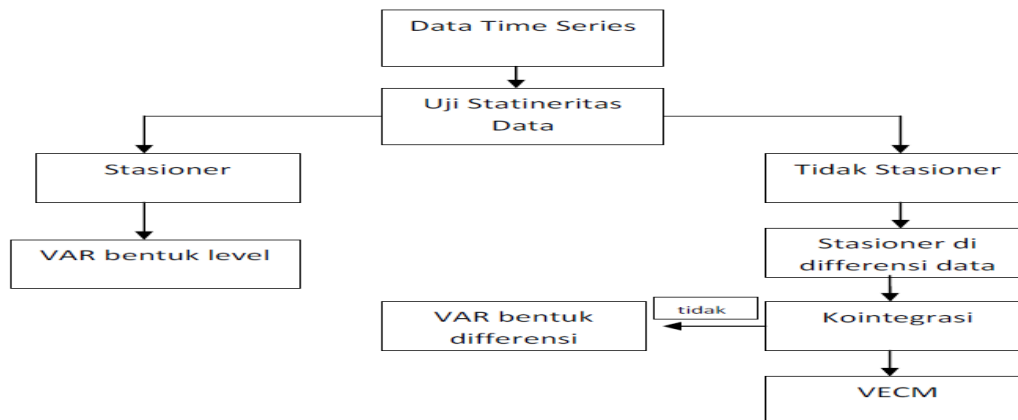 Data Time Series
Uji Statineritas
Data
Stasioner
Tidak Stasioner
VAR bentuk level
Stasioner di
differensi data
VAR bentuk
differensi
tidak
Kointegrasi
VECM